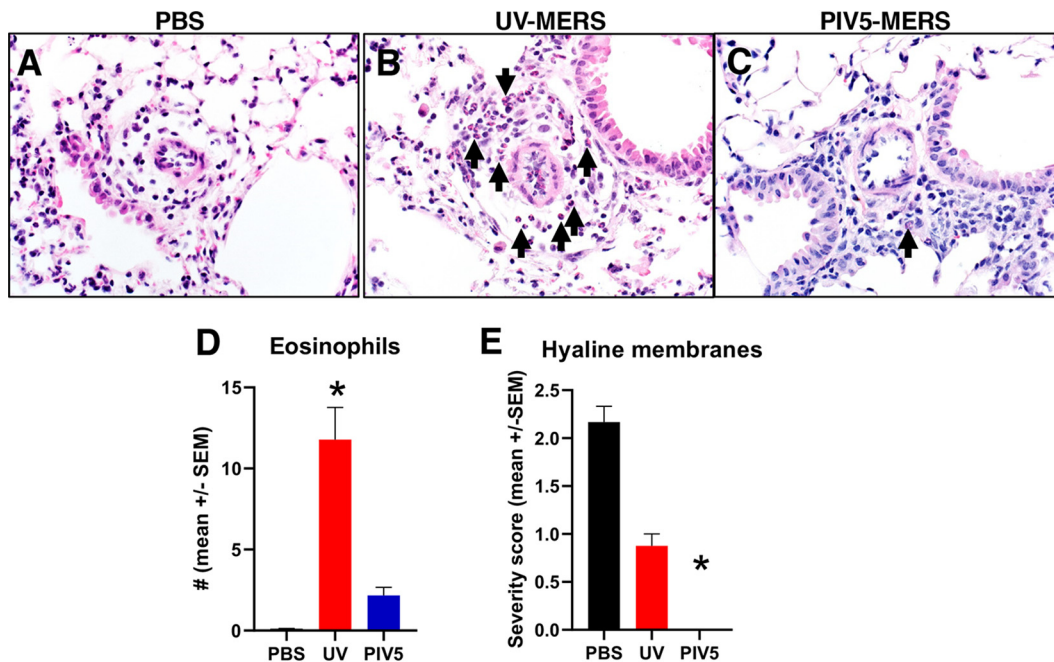 PBS UV-MERS PIV5-MERS
A B C
D Eosinophils
# (mean +/- SEM)
15
10
5
0
PBS UV PIV5
*
E Hyaline membranes
Severity score (mean +/-SEM)
2.5
2.0
1.5
1.0
0.5
0.0
PBS UV PIV5
*